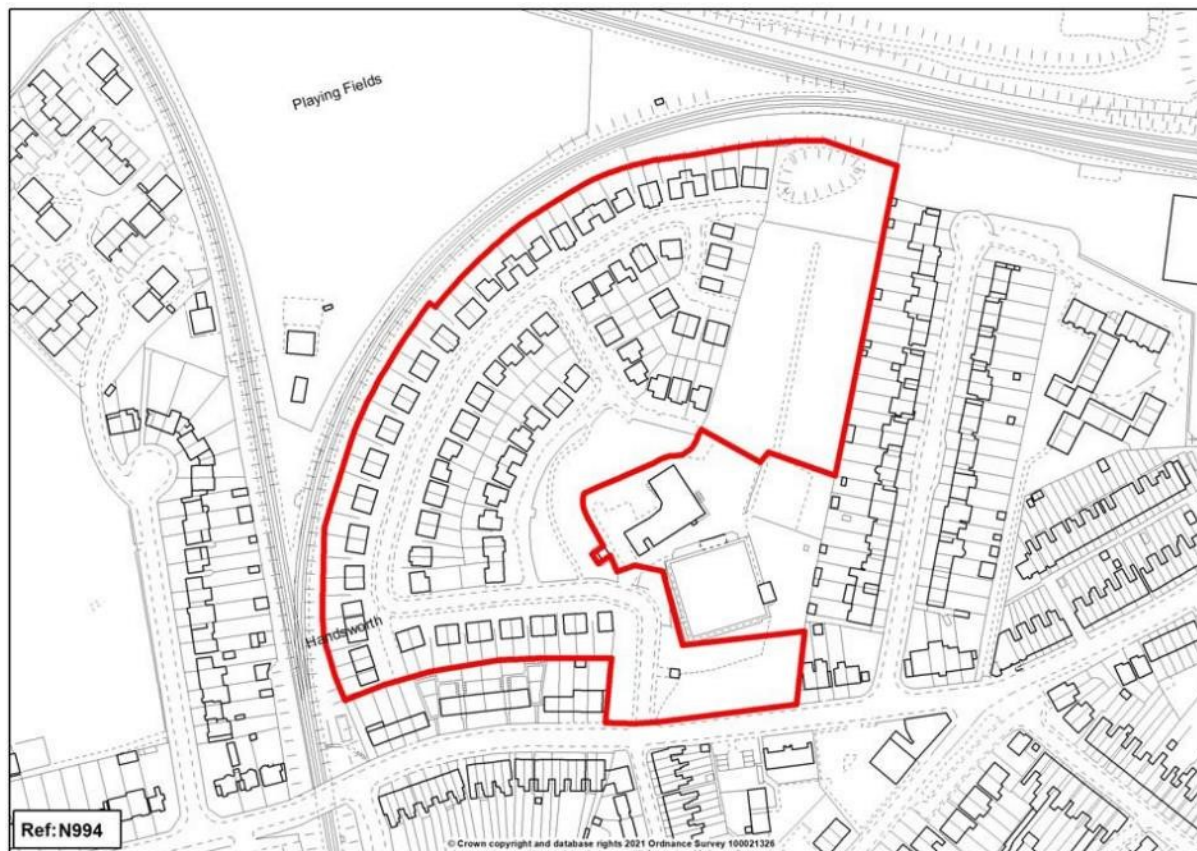 Playing Fields
Handsworth
Ref: N994
© Crown copyright and database rights 2021 Ordnance Survey 100021326